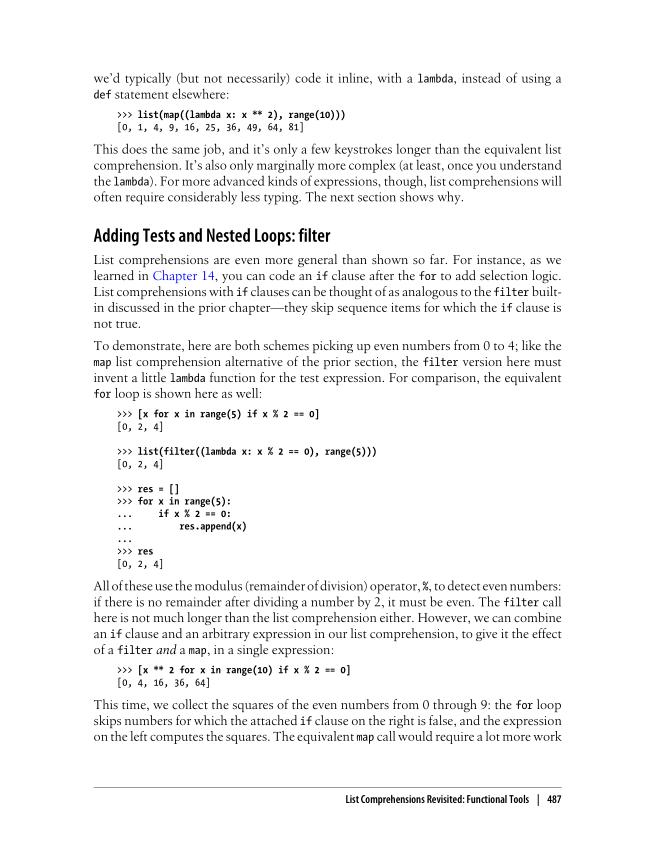 we'd typically (but not necessarily) code it inline, with a lambda, instead of using a
def statement elsewhere:
>>> list(map((lambda x: x ** 2), range(10)))
[0, 1, 4, 9, 16, 25, 36, 49, 64, 81]
This does the same job, and it's only a few keystrokes longer than the equivalent list
comprehension. It's also only marginally more complex (at least, once you understand
the lambda). For more advanced kinds of expressions, though, list comprehensions will
often require considerably less typing. The next section shows why.
Adding Tests and Nested Loops: filter
List comprehensions are even more general than shown so far. For instance, as we
learned in Chapter 14, you can code an if clause after the for to add selection logic.
List comprehensions with if clauses can be thought of as analogous to the filter built-
in discussed in the prior chapter—they skip sequence items for which the if clause is
not true.
To demonstrate, here are both schemes picking up even numbers from 0 to 4; like the
map list comprehension alternative of the prior section, the filter version here must
invent a little lambda function for the test expression. For comparison, the equivalent
for loop is shown here as well:
>>> [x for x in range(5) if x % 2 == 0]
[0, 2, 4]
>>> list(filter((lambda x: x % 2 == 0), range(5)))
[0, 2, 4]
>>> res = []
>>> for x in range(5):
...     if x % 2 == 0:
...         res.append(x)
...
>>> res
[0, 2, 4]
All of these use the modulus (remainder of division) operator, %, to detect even numbers:
if there is no remainder after dividing a number by 2, it must be even. The filter call
here is not much longer than the list comprehension either. However, we can combine
an if clause and an arbitrary expression in our list comprehension, to give it the effect
of a filter and a map, in a single expression:
>>> [x ** 2 for x in range(10) if x % 2 == 0]
[0, 4, 16, 36, 64]
This time, we collect the squares of the even numbers from 0 through 9: the for loop
skips numbers for which the attached if clause on the right is false, and the expression
on the left computes the squares. The equivalent map call would require a lot more work
List Comprehensions Revisited: Functional Tools | 487